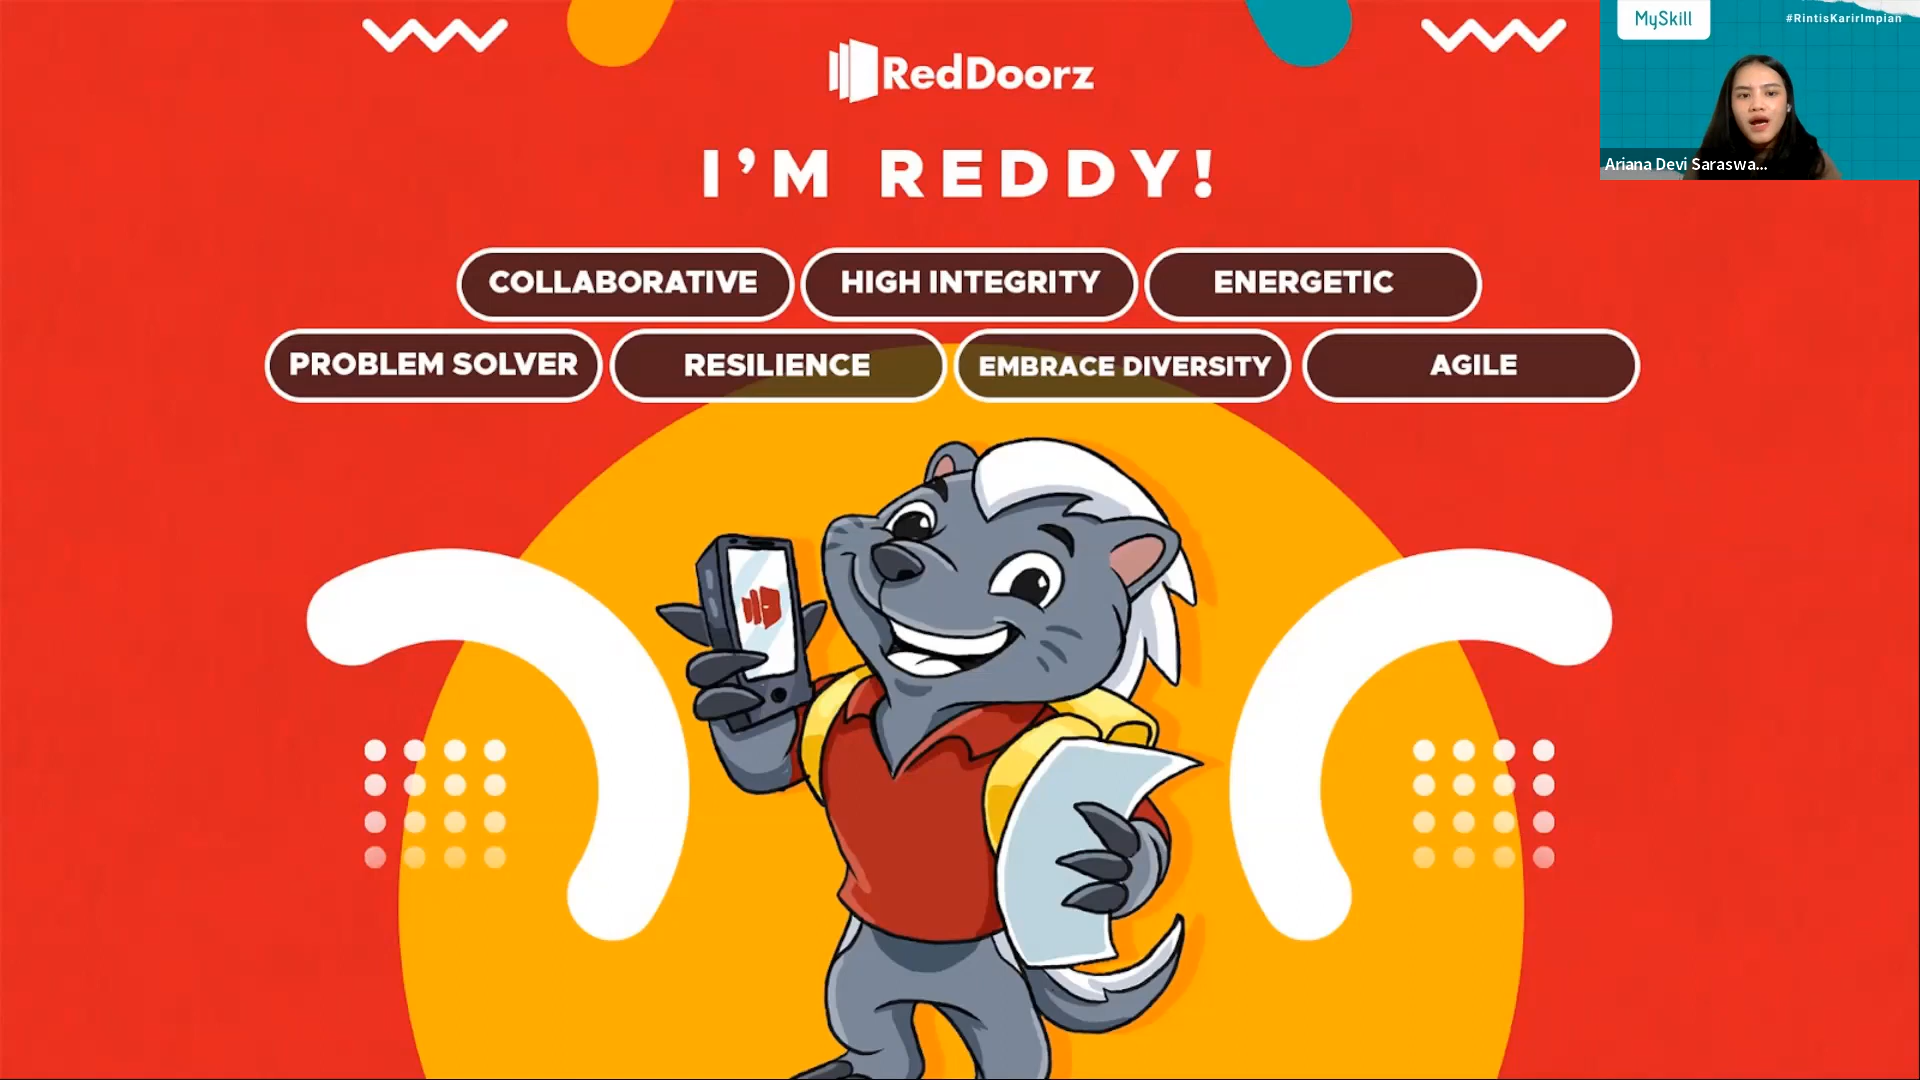 MySkill
#RintisKarirImpian
RedDoorz
I'M REDDY!
Ariana Devi Saraswa...
COLLABORATIVE
HIGH INTEGRITY
ENERGETIC
PROBLEM SOLVER
RESILIENCE
EMBRACE DIVERSITY
AGILE